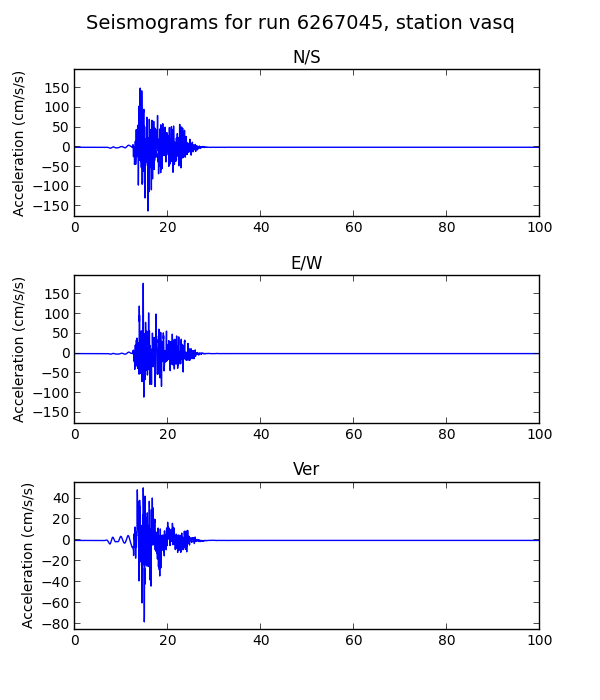 Seismograms for run 6267045, station vasq
N/S
Acceleration (cm/s/s)
150
100
50
0
−50
−100
−150
0 20 40 60 80 100
E/W
Acceleration (cm/s/s)
150
100
50
0
−50
−100
−150
0 20 40 60 80 100
Ver
Acceleration (cm/s/s)
40
20
0
−20
−40
−60
−80
0 20 40 60 80 100